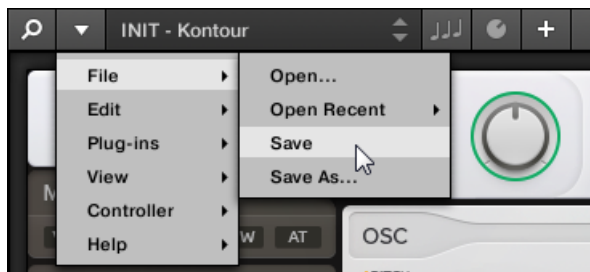 INIT - Kontour
File
Edit
Plug-ins
View
Controller
Help
Open...
Open Recent
Save
Save As...
W
AT
OSC